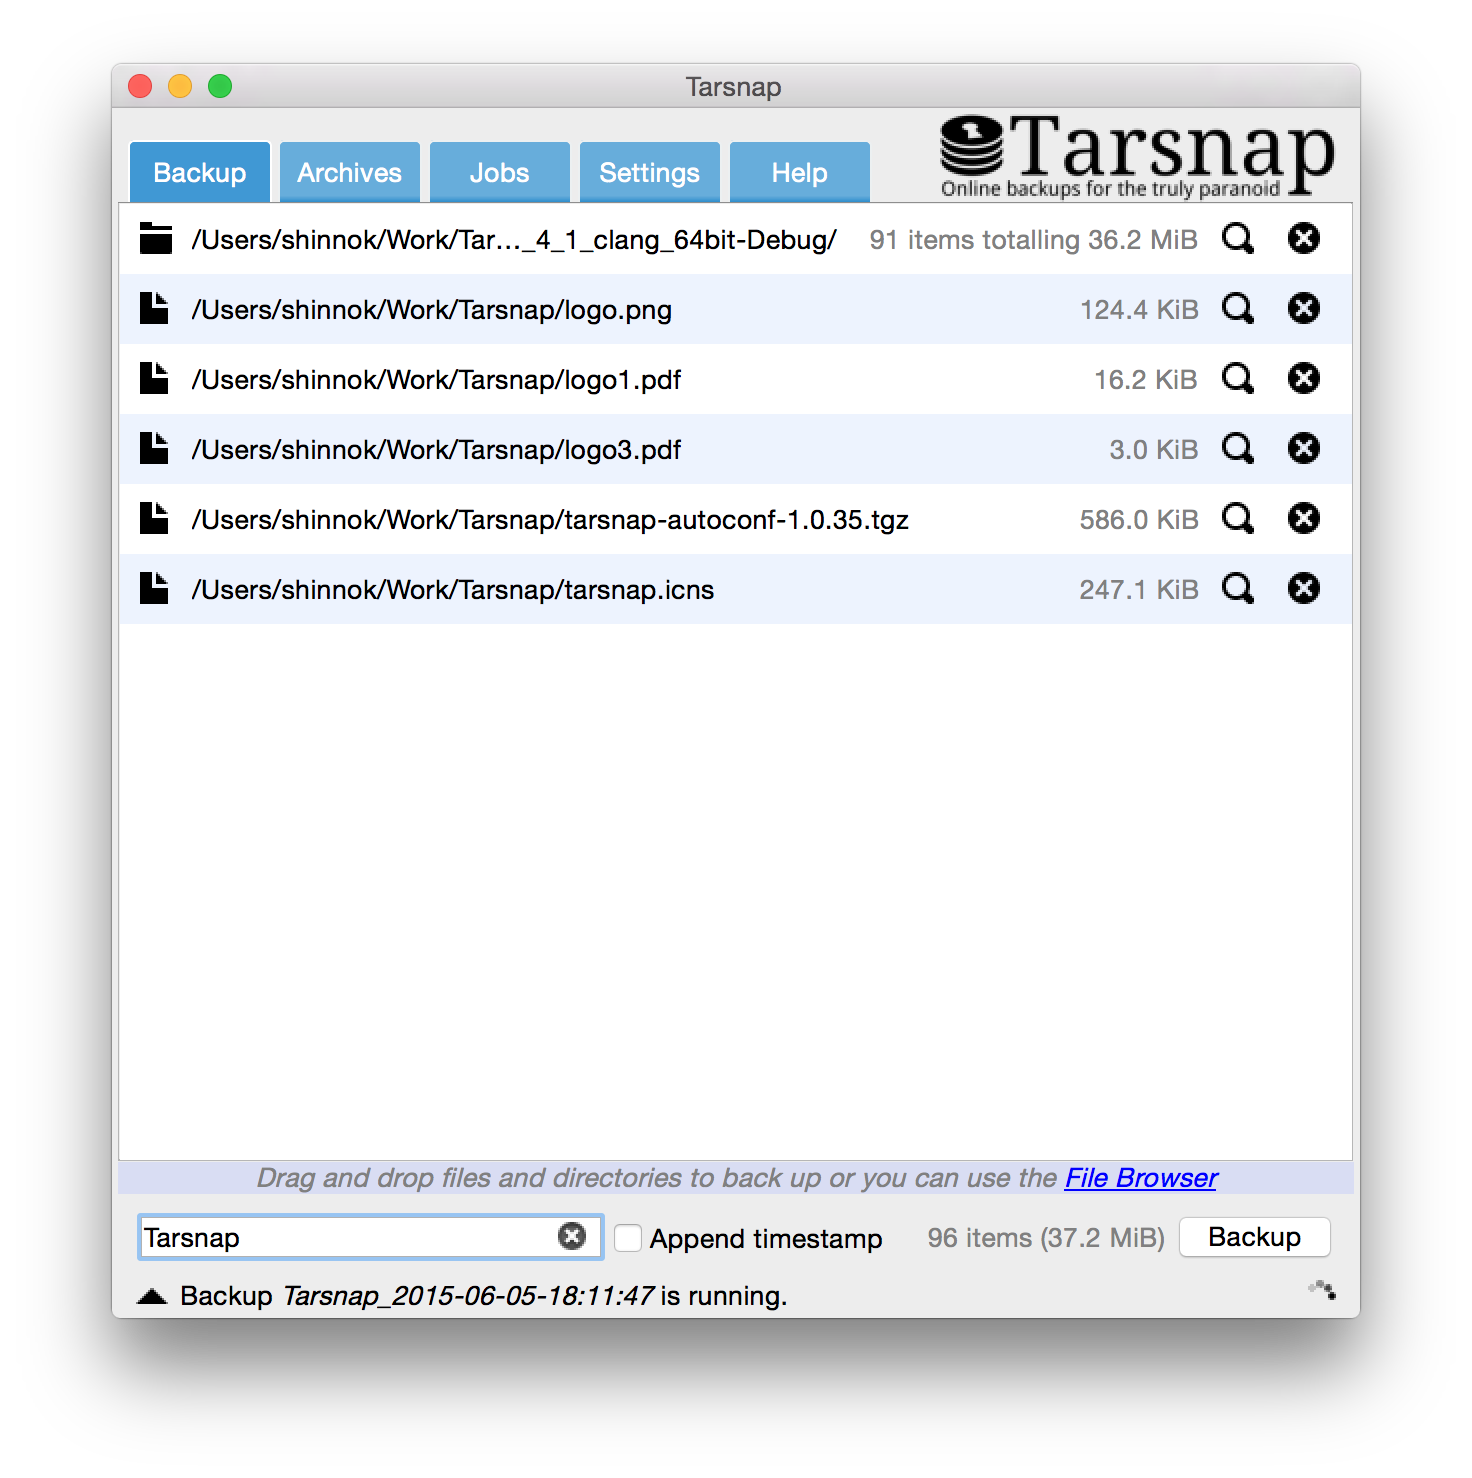 Tarsnap
Tarsnap
Online backups for the truly paranoid
Backup Archives Jobs Settings Help
/Users/shinnok/Work/Tar…_4_1_clang_64bit-Debug/ 91 items totalling 36.2 MiB
/Users/shinnok/Work/Tarsnap/logo.png 124.4 KiB
/Users/shinnok/Work/Tarsnap/logo1.pdf 16.2 KiB
/Users/shinnok/Work/Tarsnap/logo3.pdf 3.0 KiB
/Users/shinnok/Work/Tarsnap/tarsnap-autoconf-1.0.35.tgz 586.0 KiB
/Users/shinnok/Work/Tarsnap/tarsnap.icns 247.1 KiB
Drag and drop files and directories to back up or you can use the File Browser
Tarsnap Append timestamp 96 items (37.2 MiB) Backup
Backup Tarsnap_2015-06-05-18:11:47 is running.